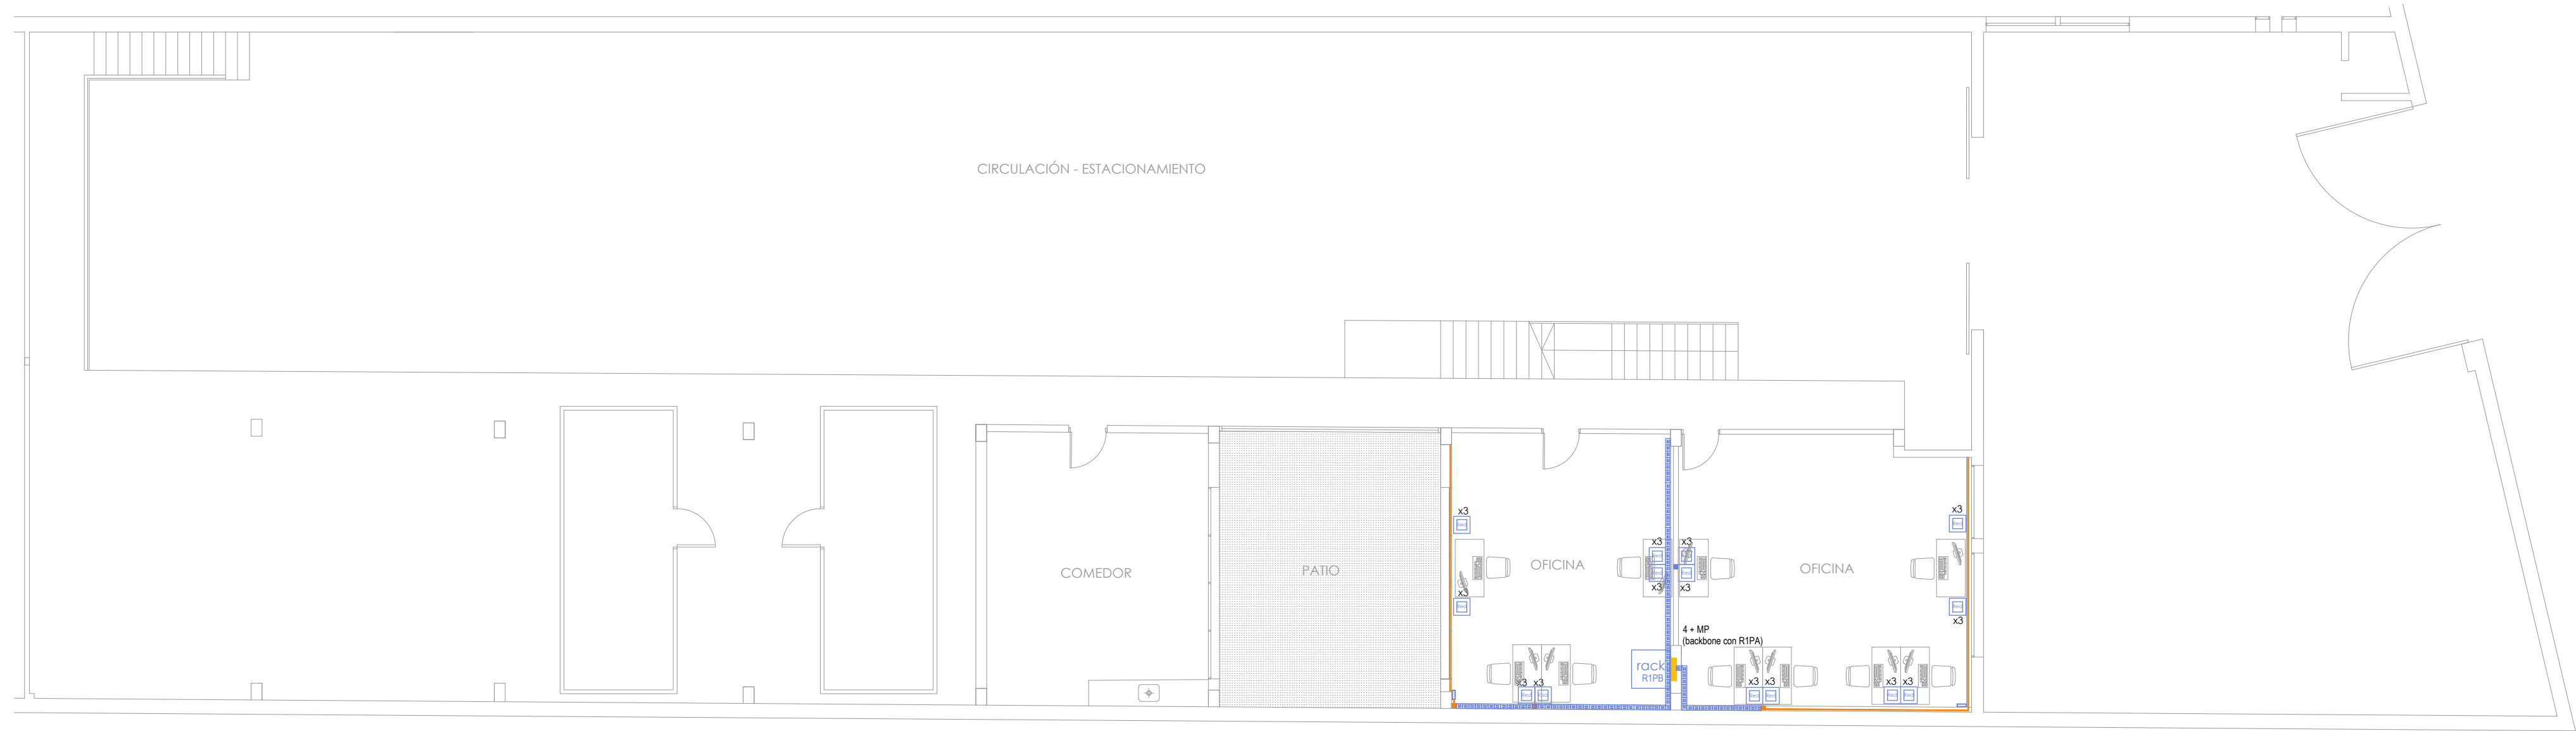 CIRCULACIÓN - ESTACIONAMIENTO
x3
x3
x3
x3
OFICINA
OFICINA
PATIO
COMEDOR
x3
x3
x3
x3
x3
4 + MP
(backbone con R1PA)
rack
R1PB
x3
x3
x3
x3
x3
x3